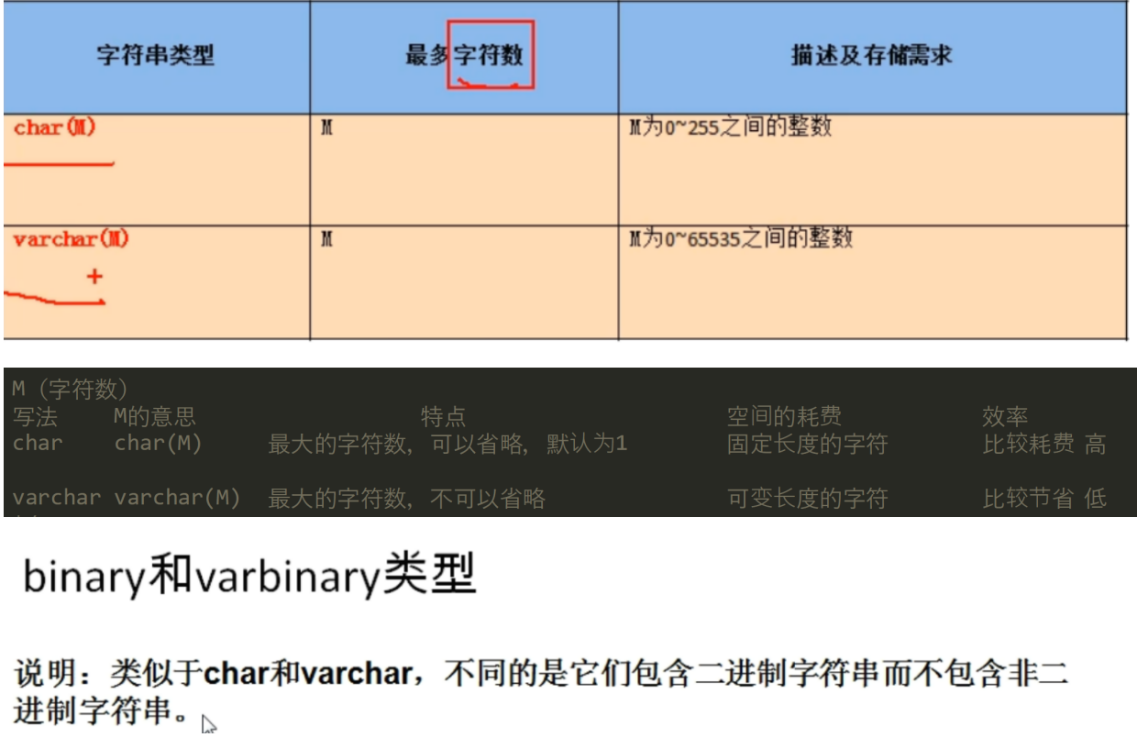 字符串类型 最多字符数 描述及存储需求
char(M) M M为0~255之间的整数
varchar(M) M M为0~65535之间的整数
M（字符数）
写法 M的意思 特点 空间的耗费 效率
char char(M) 最大的字符数，可以省略，默认为1 固定长度的字符 比较耗费 高
varchar varchar(M) 最大的字符数，不可以省略 可变长度的字符 比较节省 低
binary和varbinary类型
说明：类似于char和varchar，不同的是它们包含二进制字符串而不包含非二
进制字符串。